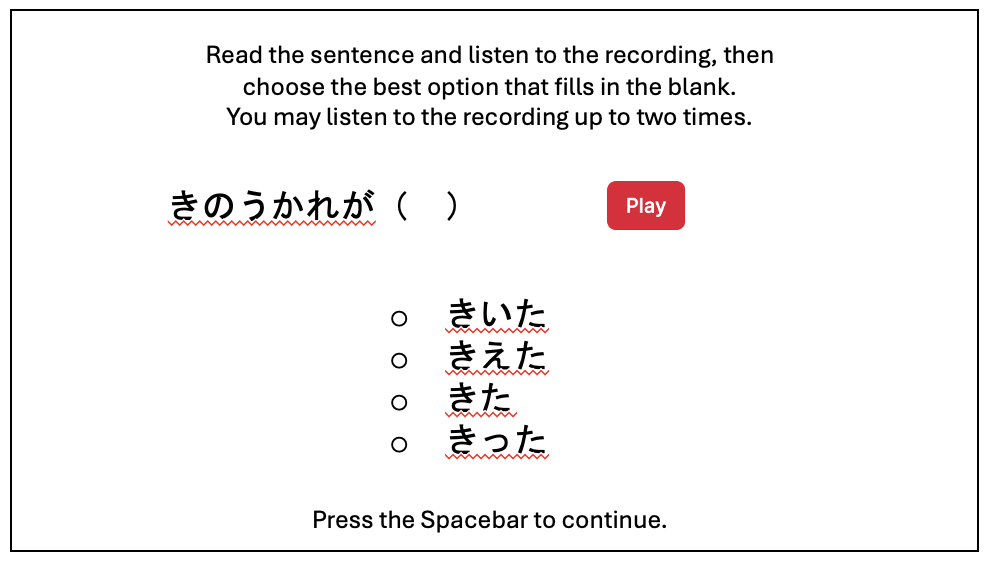 Read the sentence and listen to the recording, then
choose the best option that fills in the blank.
You may listen to the recording up to two times.
きのうかれが（　）
Play
きいた
きえた
きた
きった
Press the Spacebar to continue.